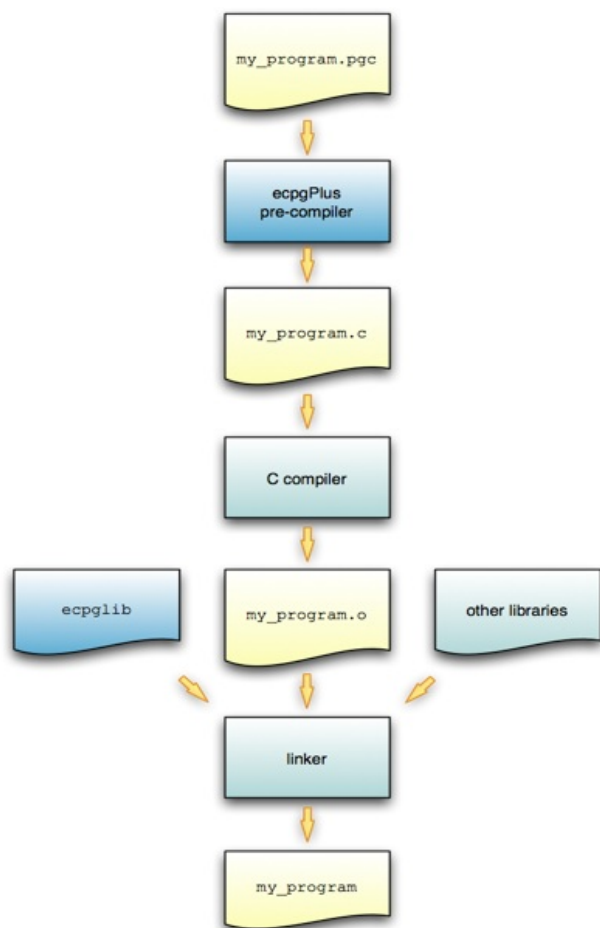 my_program.pgc
ecpgPlus
pre-compiler
my_program.c
C compiler
ecpglib
my_program.o
other libraries
linker
my_program